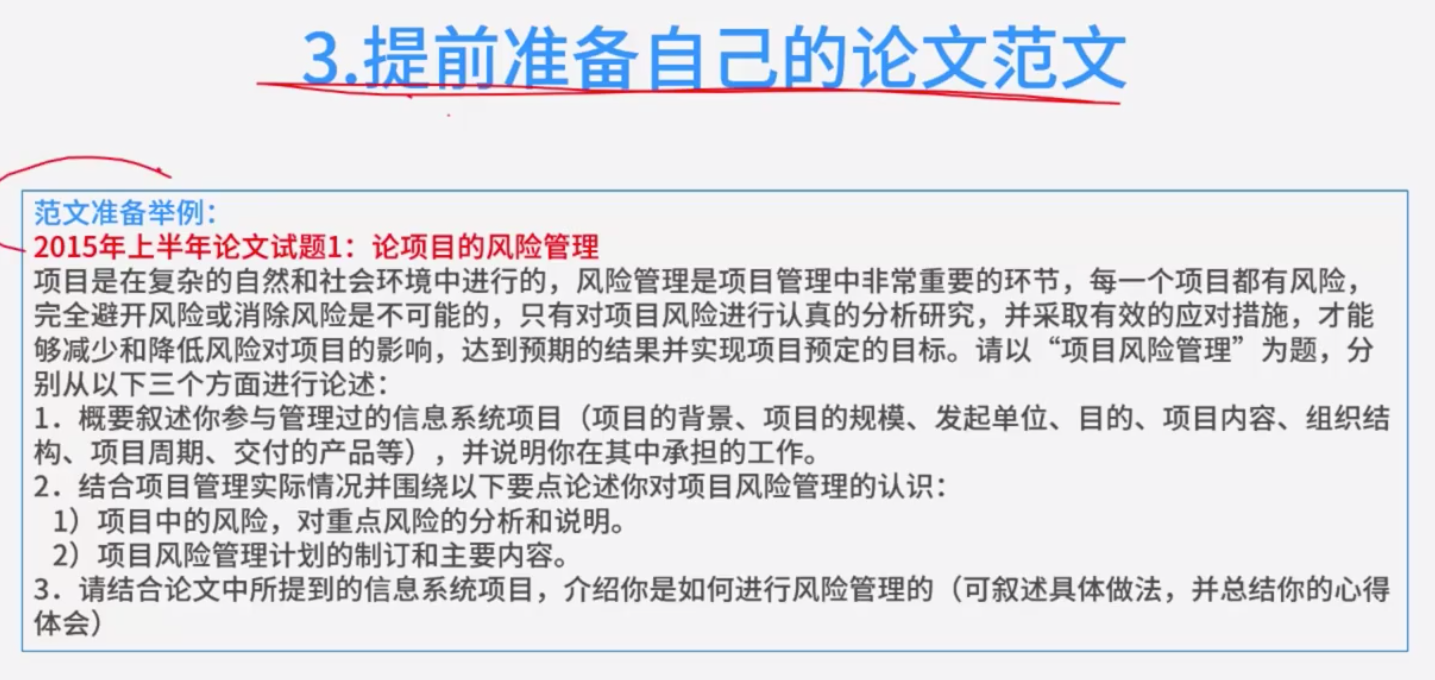 3.提前准备自己的论文范文
范文准备举例：
2015年上半年论文试题1：论项目的风险管理
项目是在复杂的自然和社会环境中进行的，风险管理是项目管理中非常重要的环节，每一个项目都有风险，
完全避开风险或消除风险是不可能的，只有对项目风险进行认真的分析研究，并采取有效的应对措施，才能
够减少和降低风险对项目的影响，达到预期的结果并实现项目预定的目标。请以“项目风险管理”为题，分
别从以下三个方面进行论述：
1．概要叙述你参与管理过的信息系统项目（项目的背景、项目的规模、发起单位、目的、项目内容、组织结
构、项目周期、交付的产品等），并说明你在其中承担的工作。
2．结合项目管理实际情况并围绕以下要点论述你对项目风险管理的认识：
1）项目中的风险，对重点风险的分析和说明。
2）项目风险管理计划的制订和主要内容。
3．请结合论文中所提到的信息系统项目，介绍你是如何进行风险管理的（可叙述具体做法，并总结你的心得
体会）